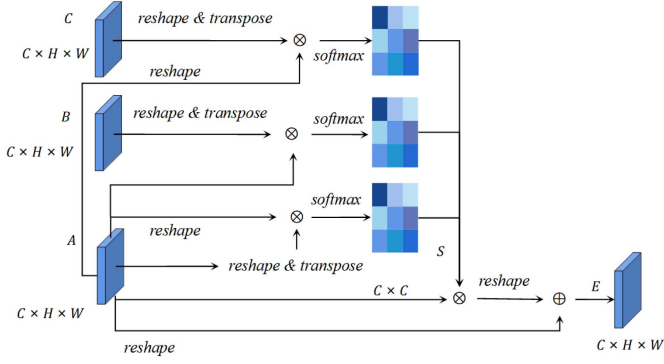 C
reshape & transpose
C × H × W
softmax
reshape
B
reshape & transpose
softmax
C × H × W
softmax
A
reshape
S
reshape & transpose
C × C
reshape
E
C × H × W
reshape
C × H × W